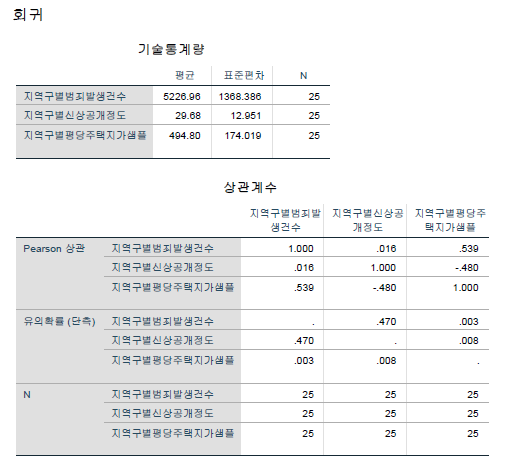 회귀
기술통계량
평균 표준편차 N
지역구별범죄발생건수 5226.96 1368.386 25
지역구별신상공개정도 29.68 12.951 25
지역구별평당주택지가샘플 494.80 174.019 25
상관계수
지역구별범죄발 지역구별신상공 지역구별평당주
생건수 개정도 택지가샘플
Pearson 상관 지역구별범죄발생건수 1.000 .016 .539
지역구별신상공개정도 .016 1.000 -.480
지역구별평당주택지가샘플 .539 -.480 1.000
유의확률 (단측) 지역구별범죄발생건수 . .470 .003
지역구별신상공개정도 .470 . .008
지역구별평당주택지가샘플 .003 .008 .
N 지역구별범죄발생건수 25 25 25
지역구별신상공개정도 25 25 25
지역구별평당주택지가샘플 25 25 25